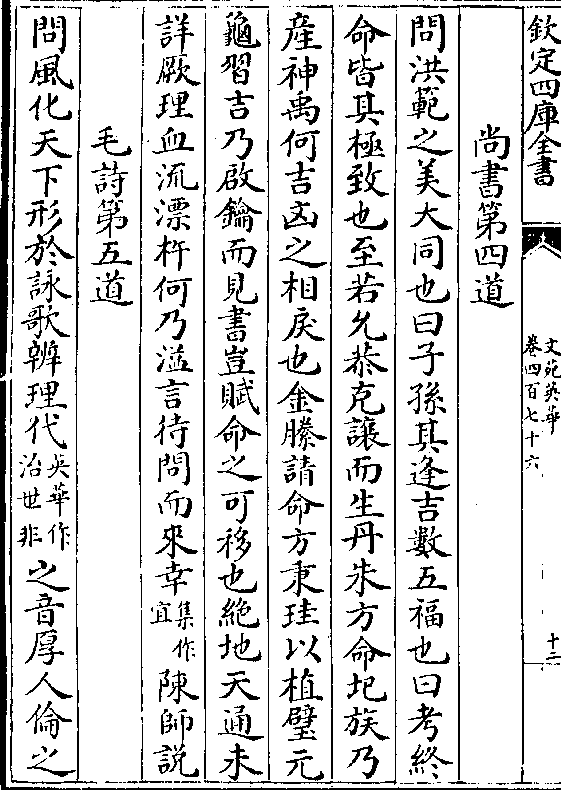 欽定四庫全書
文苑英華
卷四百七十六
十三
尚書第四道
問洪範之美大同也曰子孫其逢吉數五福也曰考終
命皆其極致也至若允恭克讓而生丹朱方命圮族乃
産神禹何吉凶之相戾也金縢請命方秉珪以植璧元
龜習吉乃啟鑰而見書豈賦命之可移也絶地天通未
詳厥理血流漂杵何乃溢言待問而來幸集作宜陳師説
毛詩第五道
問風化天下形於詠歌辨理代英華作治世非之音厚人倫之